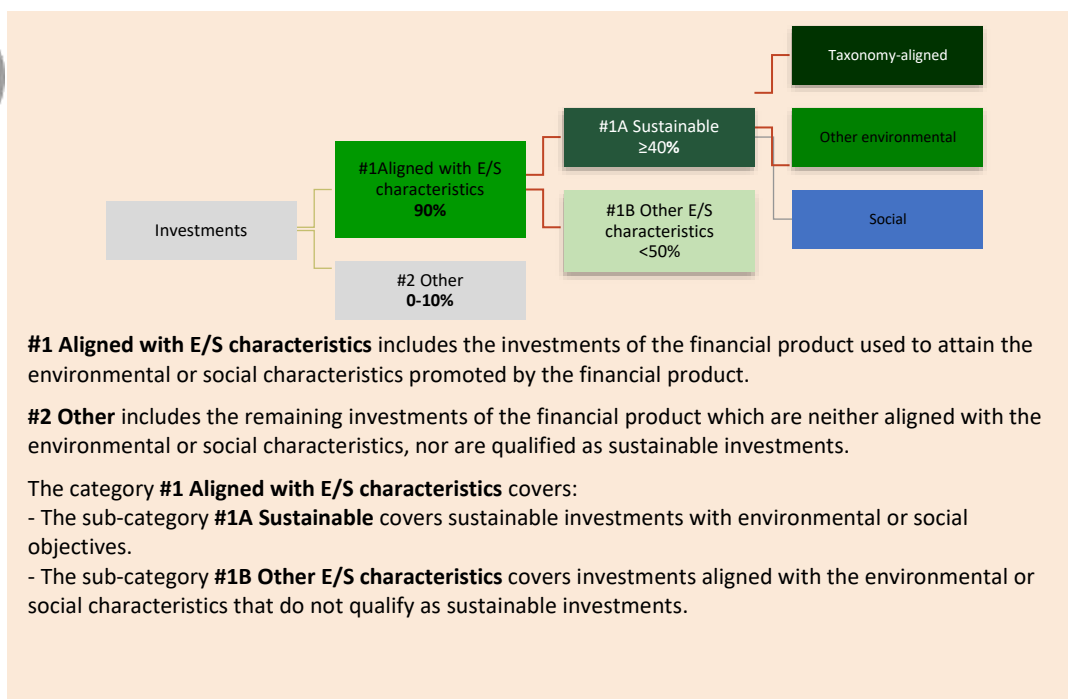 Taxonomy-aligned
#1A Sustainable
≥40%
Other environmental
#1Aligned with E/S
characteristics
90%
#1B Other E/S
characteristics
<50%
Social
Investments
#2 Other
0-10%
#1 Aligned with E/S characteristics includes the investments of the financial product used to attain the
environmental or social characteristics promoted by the financial product.
#2 Other includes the remaining investments of the financial product which are neither aligned with the
environmental or social characteristics, nor are qualified as sustainable investments.
The category #1 Aligned with E/S characteristics covers:
- The sub-category #1A Sustainable covers sustainable investments with environmental or social
objectives.
- The sub-category #1B Other E/S characteristics covers investments aligned with the environmental or
social characteristics that do not qualify as sustainable investments.